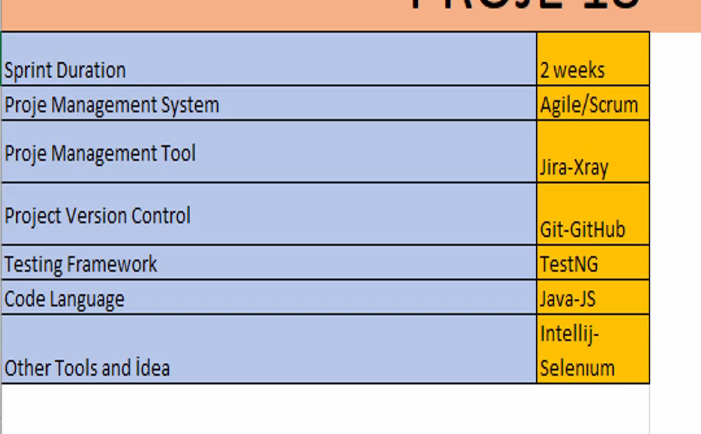 Sprint Duration 2 weeks
Proje Management System Agile/Scrum
Proje Management Tool Jira-Xray
Project Version Control Git-GitHub
Testing Framework TestNG
Code Language Java-JS
Other Tools and İdea Intellij-
Selenıum